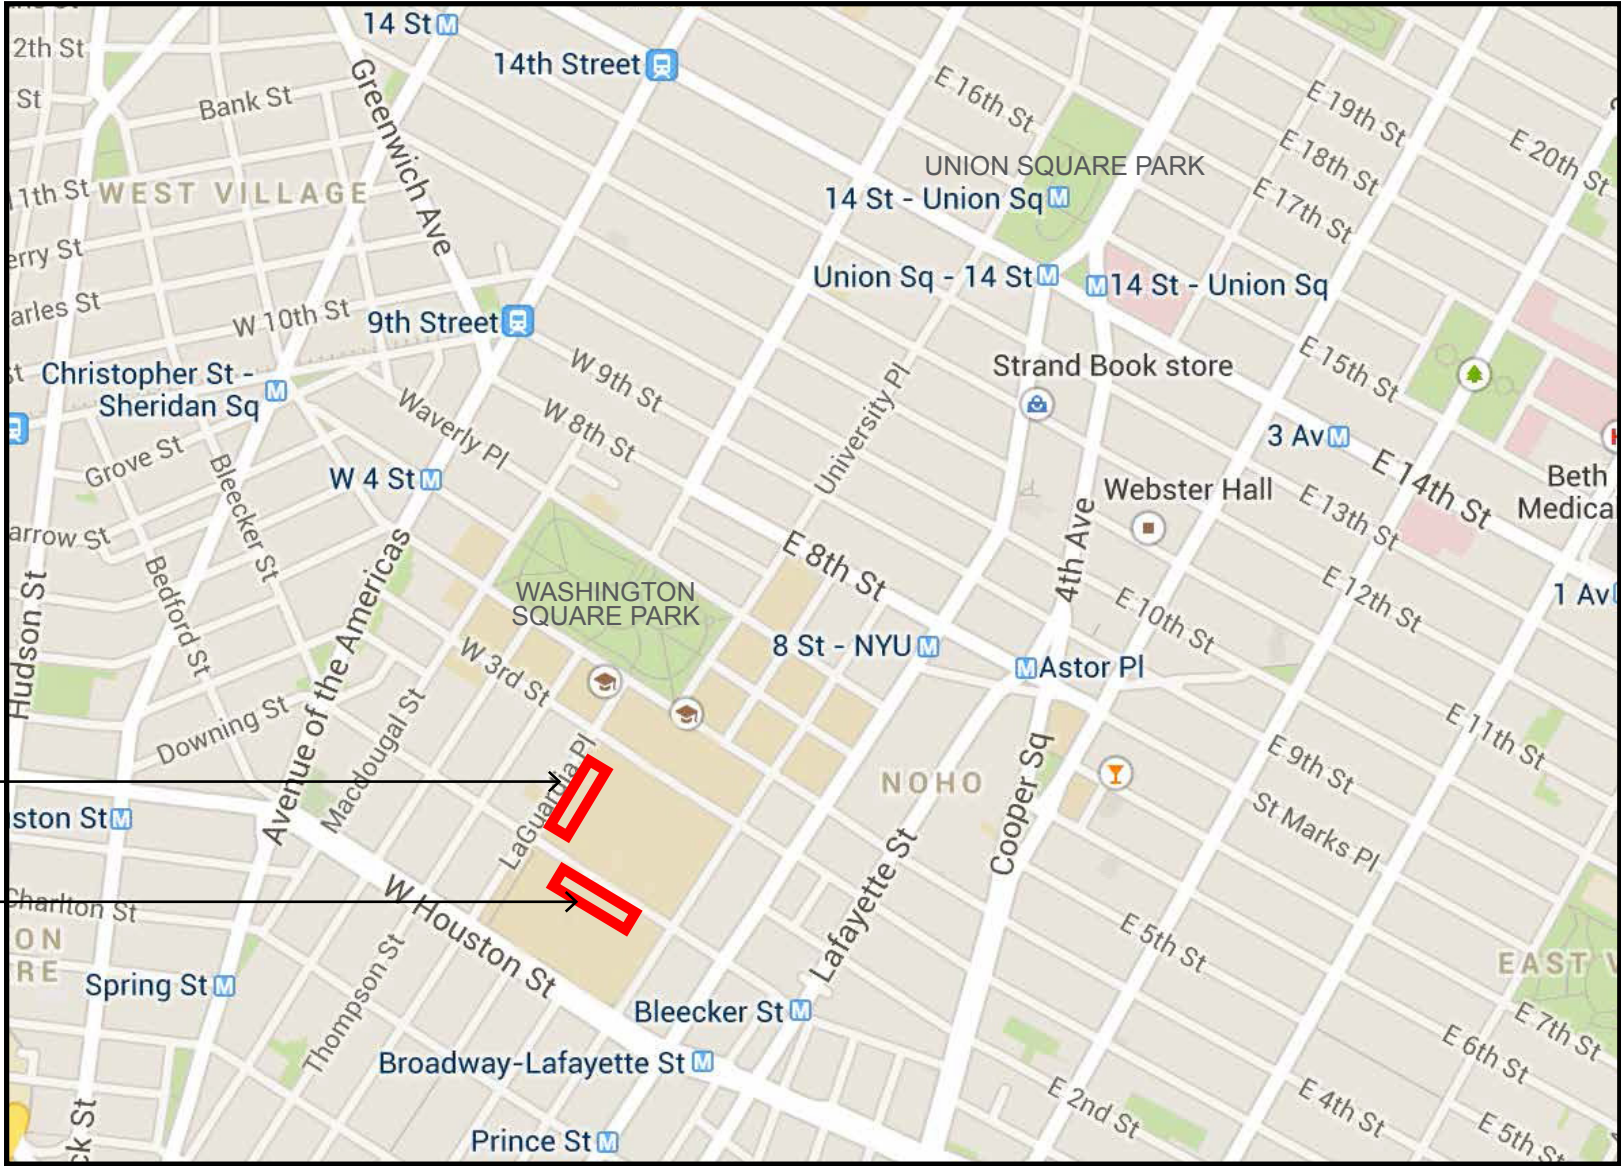 14 St
2th St
14th Street
St
Bank St
Greenwich Ave
E 16th St
E 19th St
E 18th St
E 20th St
UNION SQUARE PARK
11th St
WEST VILLAGE
14 St - Union Sq
E 17th St
erry St
Union Sq - 14 St
14 St - Union Sq
arles St
W 10th St
9th Street
W 9th St
University Pl
Strand Book store
E 15th St
st
Christopher St -
Sheridan Sq
Waverly Pl
W 8th St
3 Av
E 14th St
Grove St
Bleecker St
W 4 St
Webster Hall
E 13th St
Beth
Medica
arrow St
Bedford St
Avenue of the Americas
E 8th St
4th Ave
E 12th St
1 Av
WASHINGTON
SQUARE PARK
E 10th St
Hudson St
W 3rd St
8 St - NYU
Astor Pl
Downing St
Macdougal St
LaGuardia Pl
NOHO
Cooper Sq
E 11th St
E 9th St
St Marks Pl
ston St
Lafayette St
Charlton St
W Houston St
ON
RE
E 5th St
EAST V
Spring St
Thompson St
Bleecker St
E 7th St
Broadway-Lafayette St
E 6th St
E 2nd St
E 4th St
ck St
Prince St
E 5th St